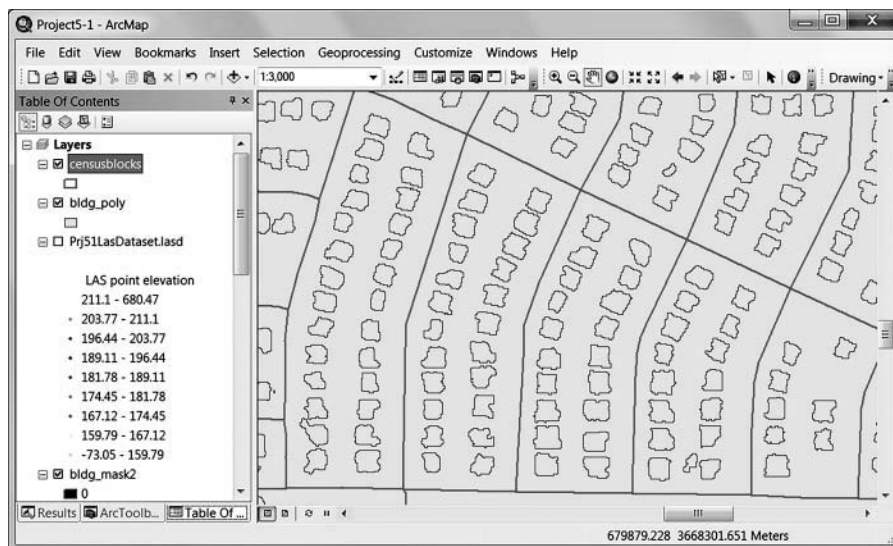 Project5-1 - ArcMap
File Edit View Bookmarks Insert Selection Geoprocessing Customize Windows Help
1:3,000 Drawing
Table Of Contents
Layers
censusblocks
bldg_poly
Prj51LasDataset.lasd
LAS point elevation
211.1 - 680.47
203.77 - 211.1
196.44 - 203.77
189.11 - 196.44
181.78 - 189.11
174.45 - 181.78
167.12 - 174.45
159.79 - 167.12
-73.05 - 159.79
bldg_mask2
0
Results ArcToolb... Table Of ...
679879.228 3668301.651 Meters